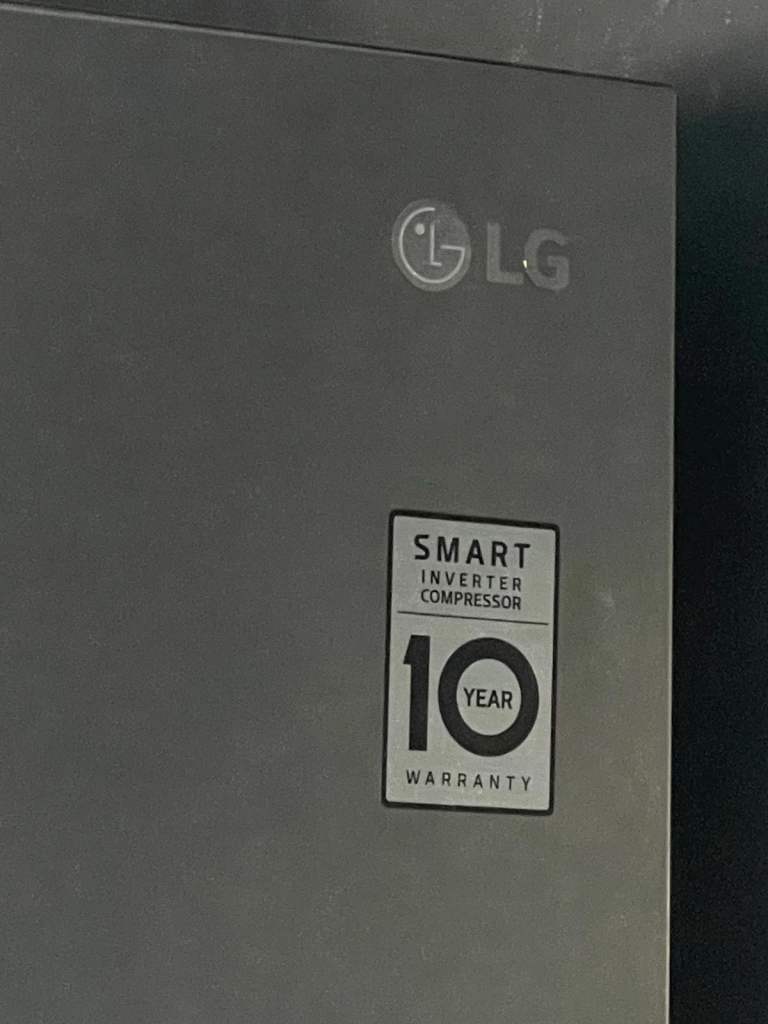 LG
SMART
INVERTER
COMPRESSOR
10
YEAR
WARRANTY